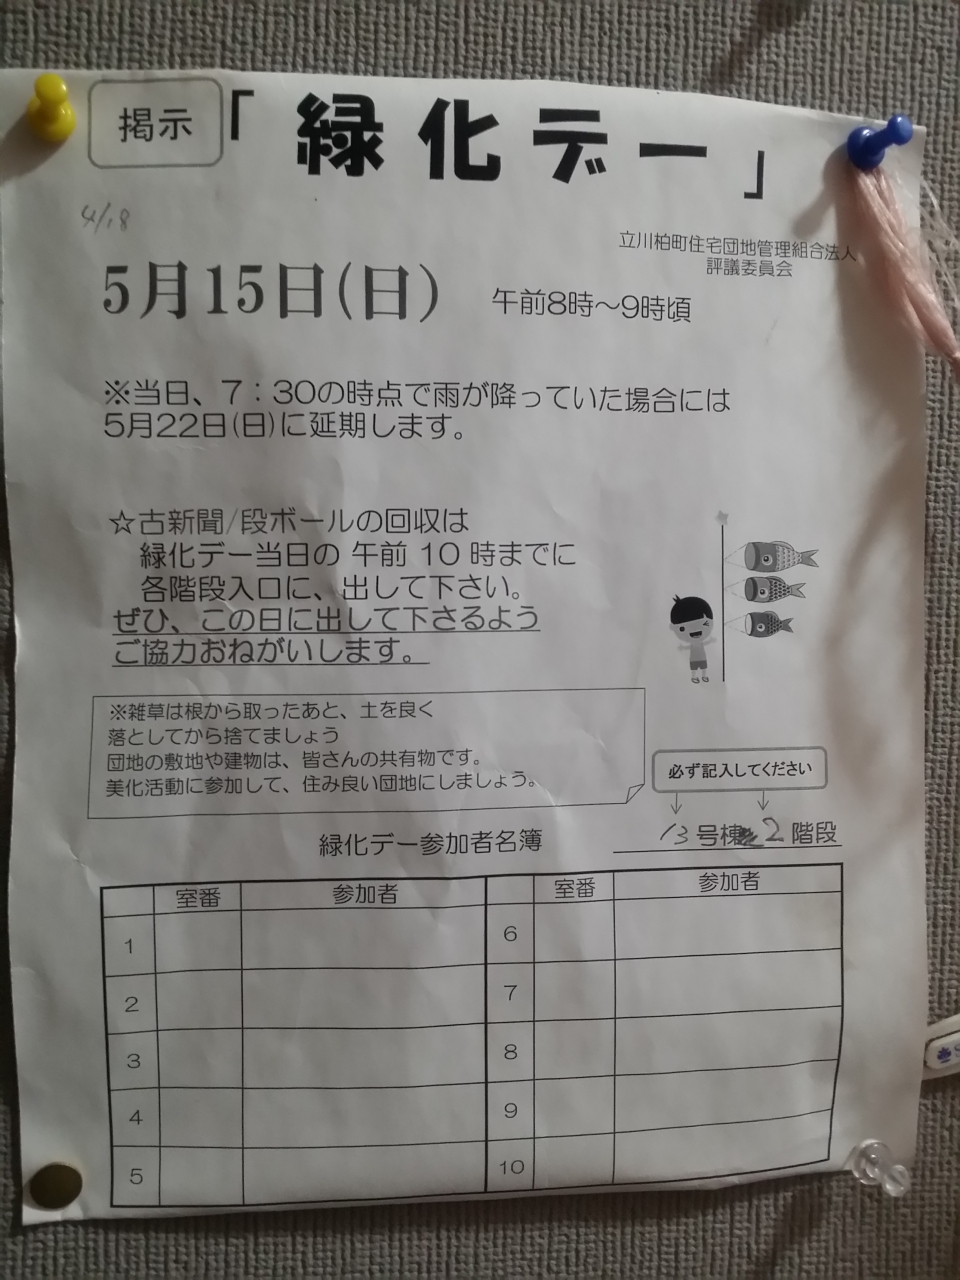 掲示
「緑化デー」
4/18
立川柏町住宅団地管理組合法人
評議委員会
5月15日(日) 午前8時～9時頃
※当日、7：30の時点で雨が降っていた場合には
5月22日(日)に延期します。
☆古新聞/段ボールの回収は
緑化デー当日の 午前 10 時までに
各階段入口に、出して下さい。
ぜひ、この日に出して下さるよう
ご協力おねがいします。
※雑草は根から取ったあと、土を良く
落としてから捨てましょう
団地の敷地や建物は、皆さんの共有物です。
美化活動に参加して、住み良い団地にしましょう。
必ず記入してください
緑化デー参加者名簿
13号棟 2階段
室番 参加者 室番 参加者
1 6
2 7
3 8
4 9
5 10